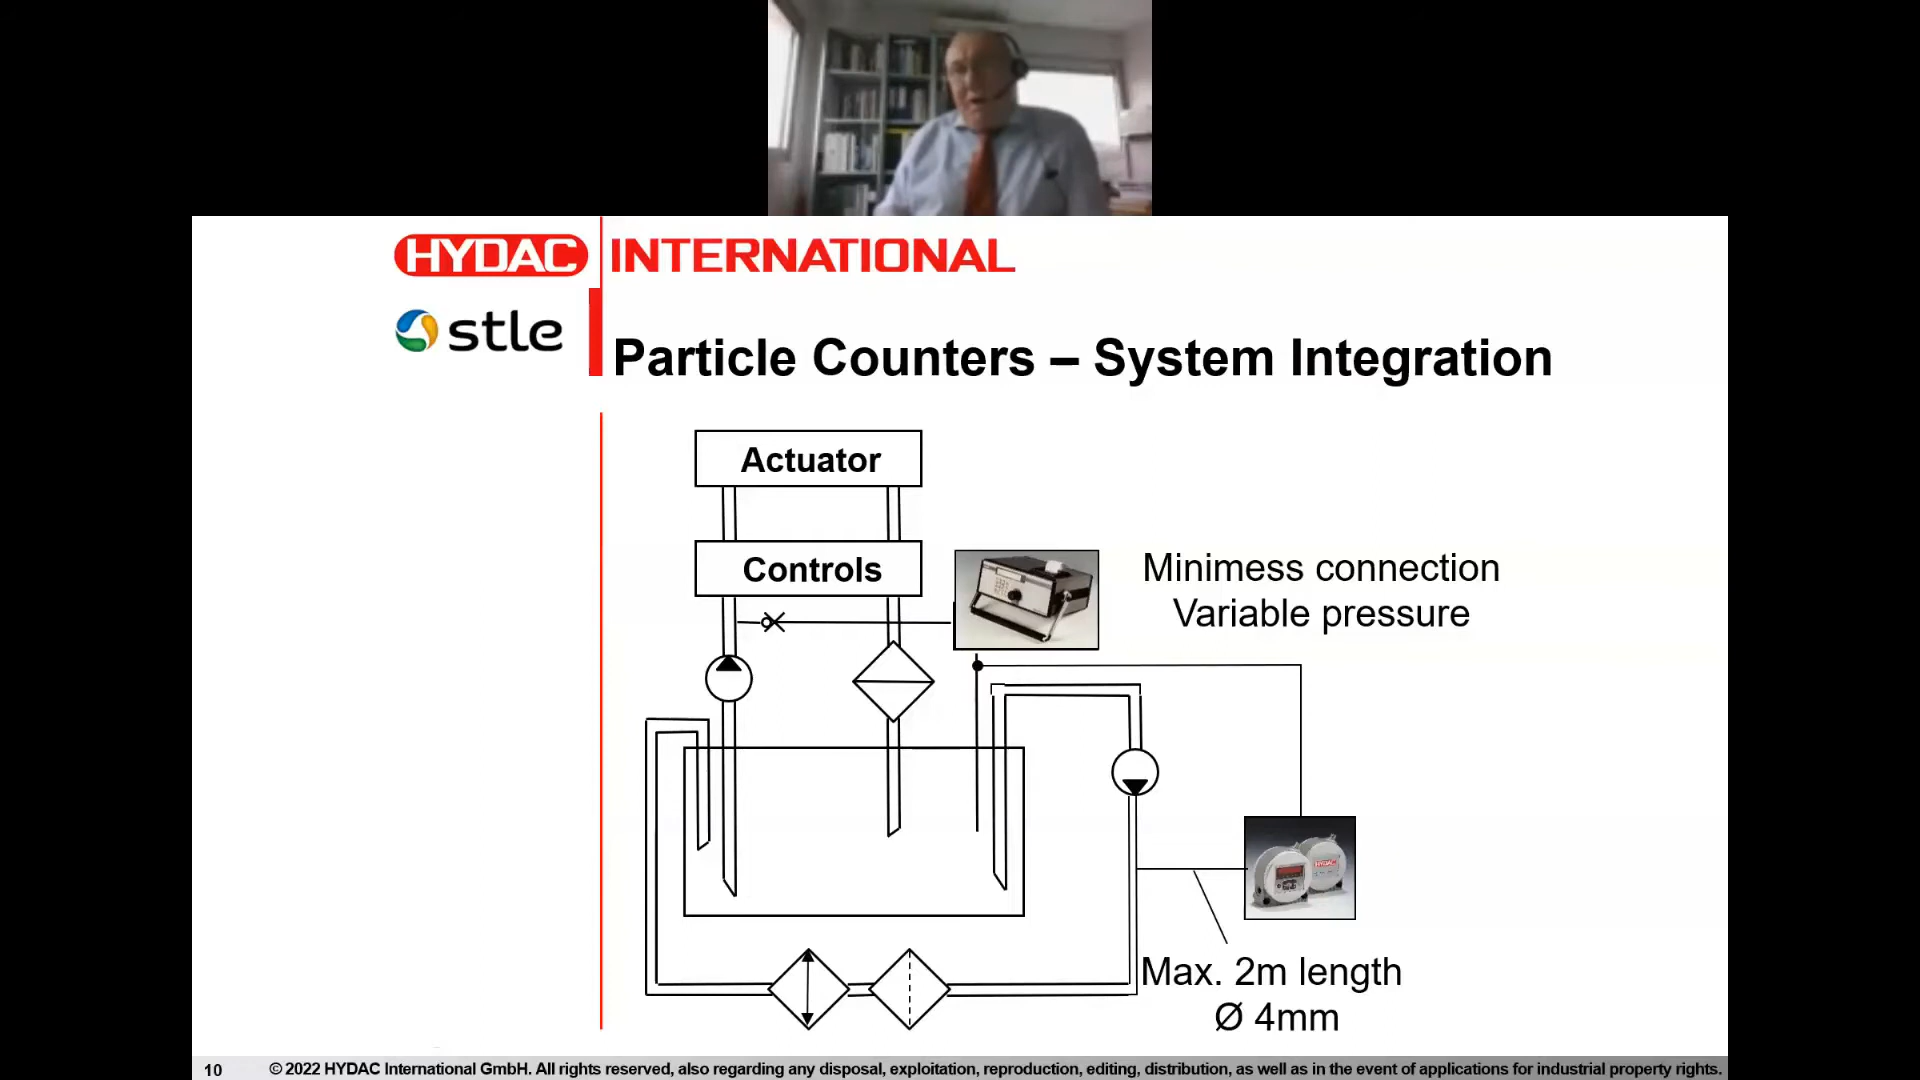 HYDAC INTERNATIONAL
stle
Particle Counters – System Integration
Actuator
Controls
Minimess connection
Variable pressure
HYDAC
Max. 2m length
Ø 4mm
10
© 2022 HYDAC International GmbH. All rights reserved, also regarding any disposal, exploitation, reproduction, editing, distribution, as well as in the event of applications for industrial property rights.